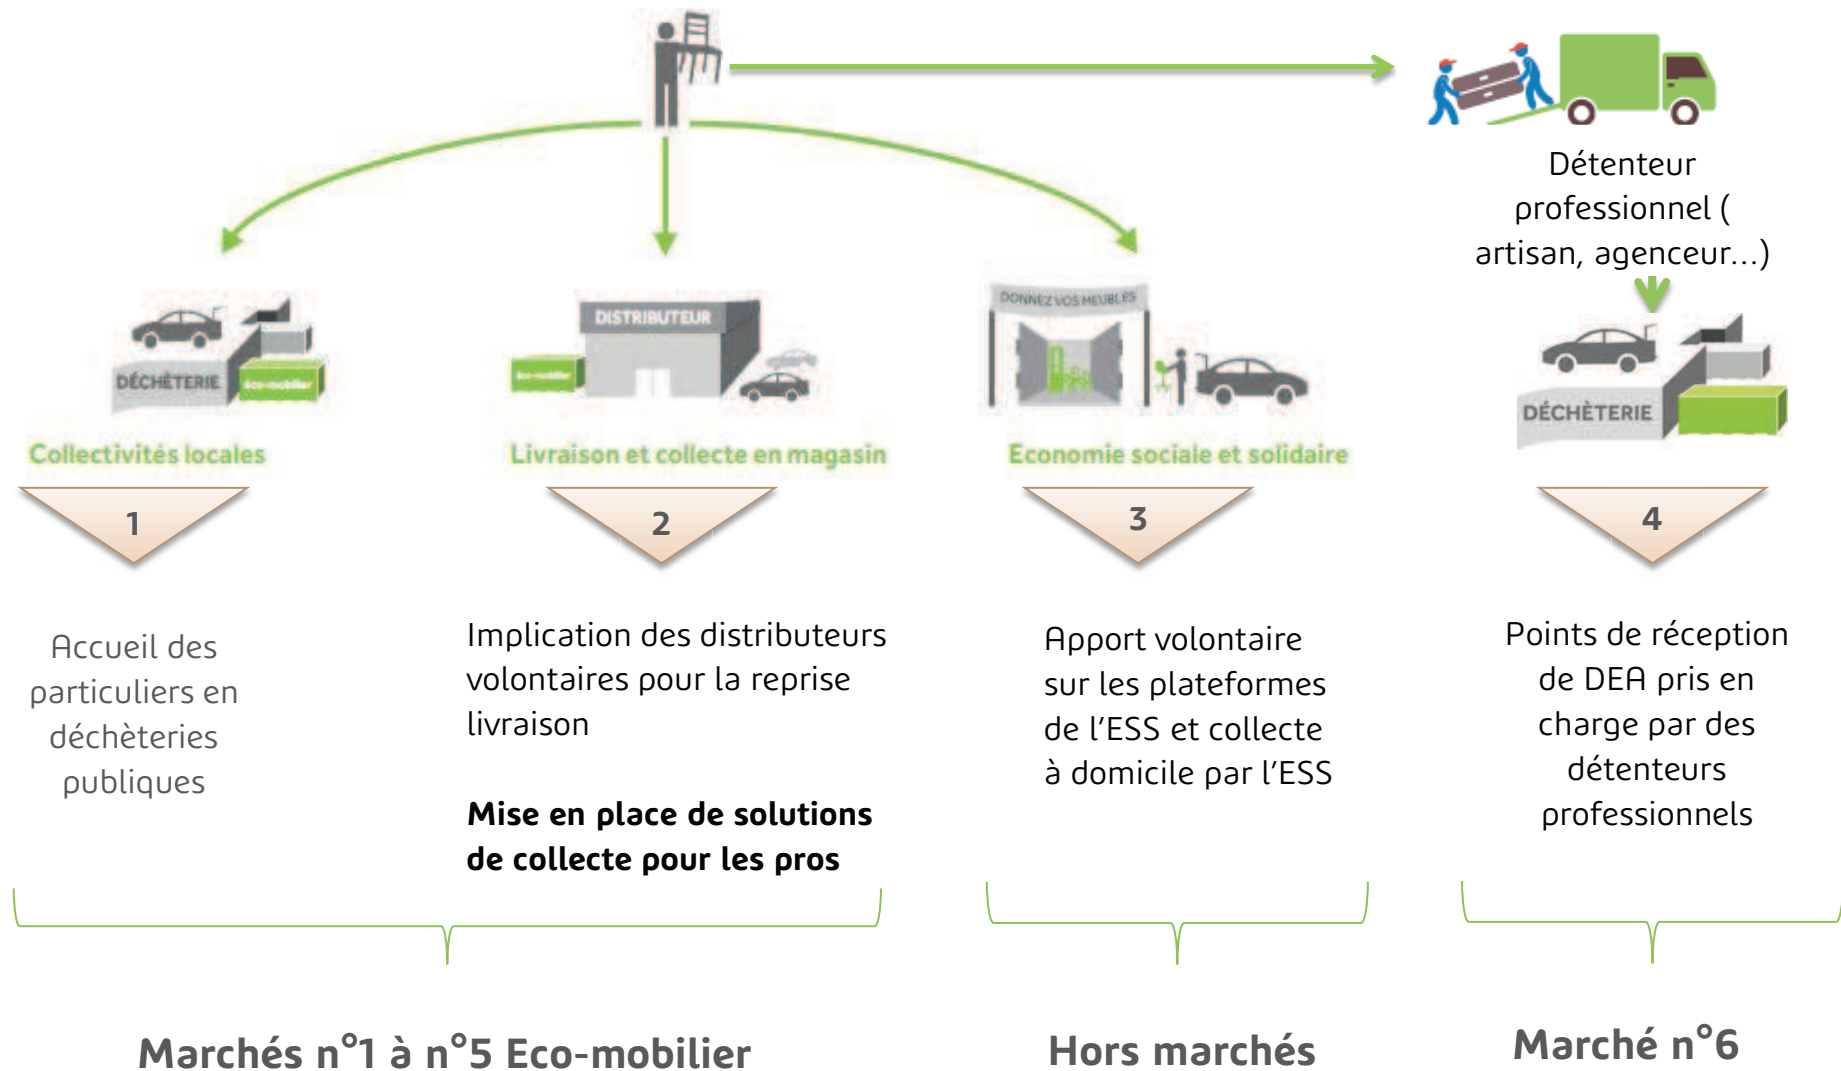 Détenteur
professionnel (
artisan, agenceur...)
DÉCHÈTERIE
éco-mobilier
Collectivités locales
DISTRIBUTEUR
éco-mobilier
Livraison et collecte en magasin
DONNEZ VOS MEUBLES
Economie sociale et solidaire
DÉCHÈTERIE
1
2
3
4
Accueil des
particuliers en
déchèteries
publiques
Implication des distributeurs
volontaires pour la reprise
livraison
Mise en place de solutions
de collecte pour les pros
Apport volontaire
sur les plateformes
de l'ESS et collecte
à domicile par l'ESS
Points de réception
de DEA pris en
charge par des
détenteurs
professionnels
Marchés n°1 à n°5 Eco-mobilier
Hors marchés
Marché n°6